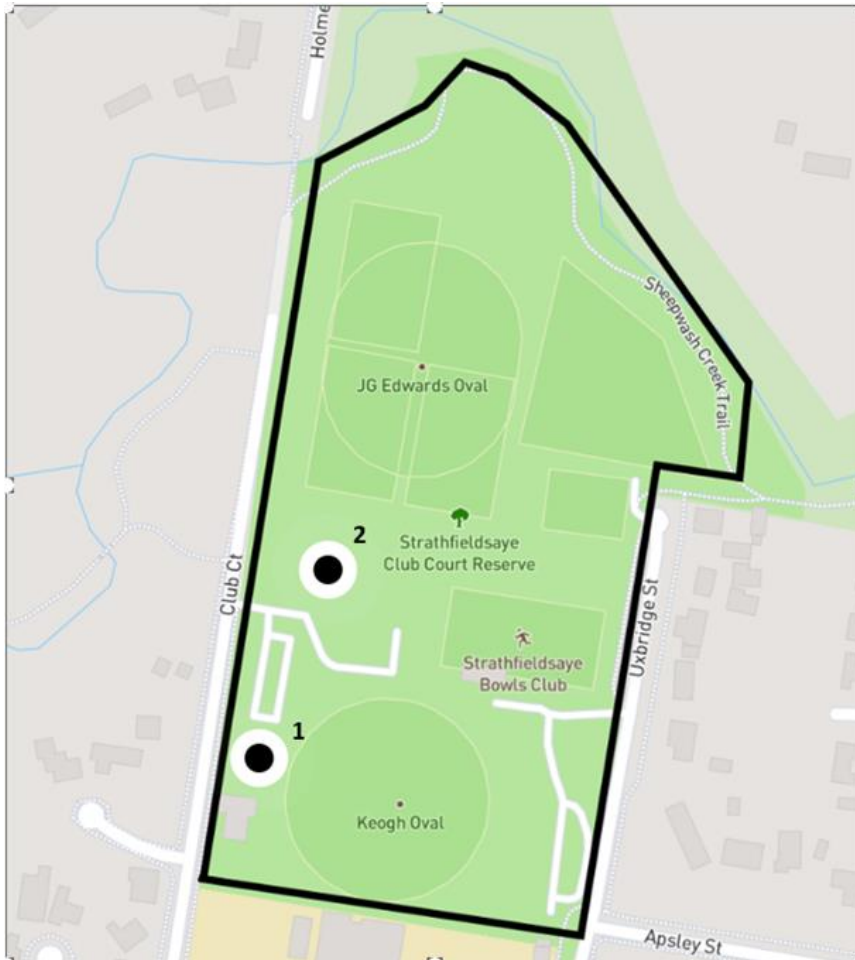 Holme
Sheepwash Creek Trail
JG Edwards Oval
2
Strathfieldsaye
Club Court Reserve
Club Ct
Uxbridge St
Strathfieldsaye
Bowls Club
1
Keogh Oval
Apsley St